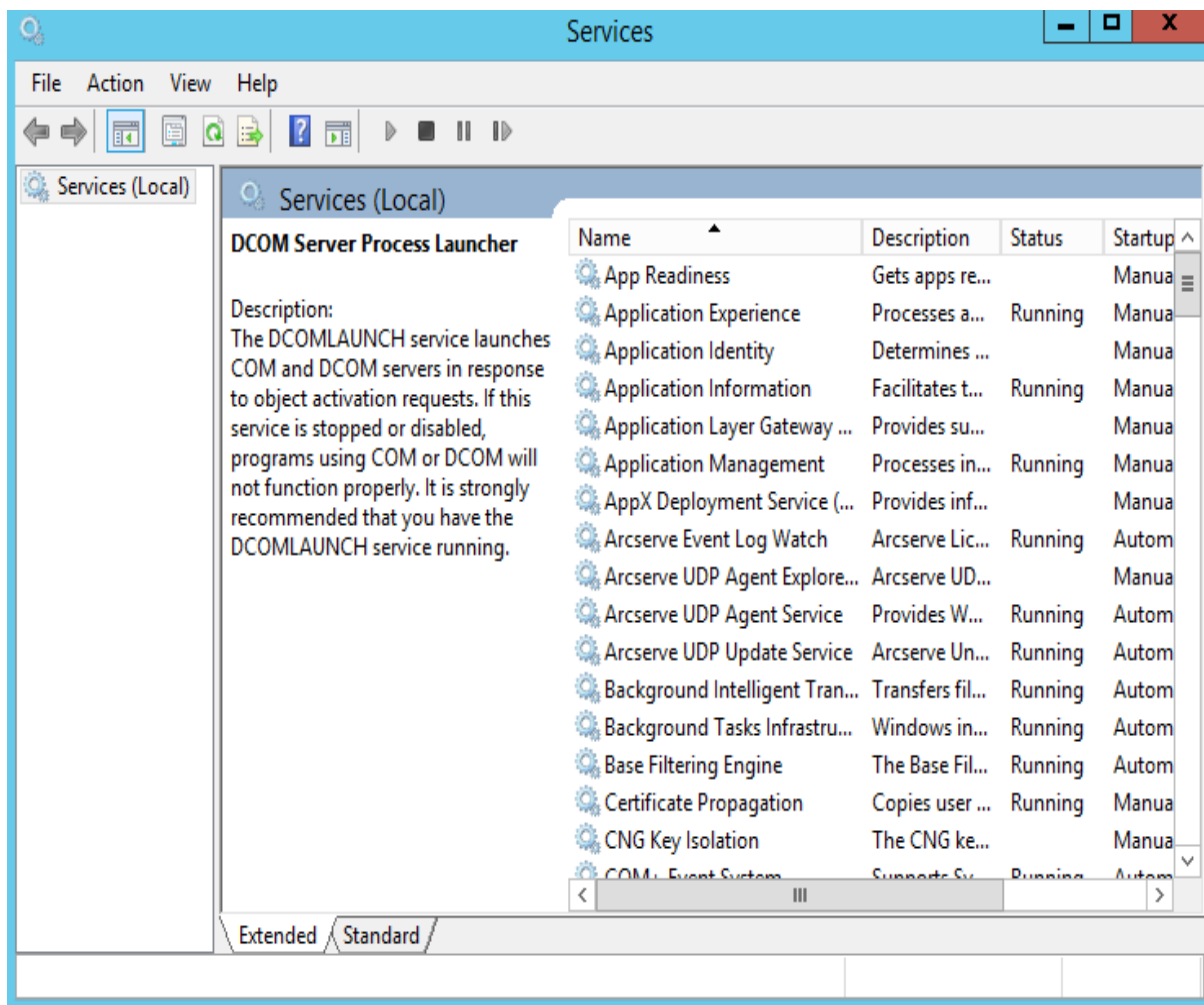 Services
File Action View Help
Services (Local)
Services (Local)
DCOM Server Process Launcher
Description:
The DCOMLAUNCH service launches
COM and DCOM servers in response
to object activation requests. If this
service is stopped or disabled,
programs using COM or DCOM will
not function properly. It is strongly
recommended that you have the
DCOMLAUNCH service running.
Name Description Status Startup
App Readiness Gets apps re... Manua
Application Experience Processes a... Running Manua
Application Identity Determines ... Manua
Application Information Facilitates t... Running Manua
Application Layer Gateway ... Provides su... Manua
Application Management Processes in... Running Manua
AppX Deployment Service (... Provides inf... Manua
Arcserve Event Log Watch Arcserve Lic... Running Autom
Arcserve UDP Agent Explore... Arcserve UD... Manua
Arcserve UDP Agent Service Provides W... Running Autom
Arcserve UDP Update Service Arcserve Un... Running Autom
Background Intelligent Tran... Transfers fil... Running Autom
Background Tasks Infrastru... Windows in... Running Autom
Base Filtering Engine The Base Fil... Running Autom
Certificate Propagation Copies user ... Running Manua
CNG Key Isolation The CNG ke... Manua
COM+ Event System Supports Sy... Running Autom
Extended Standard